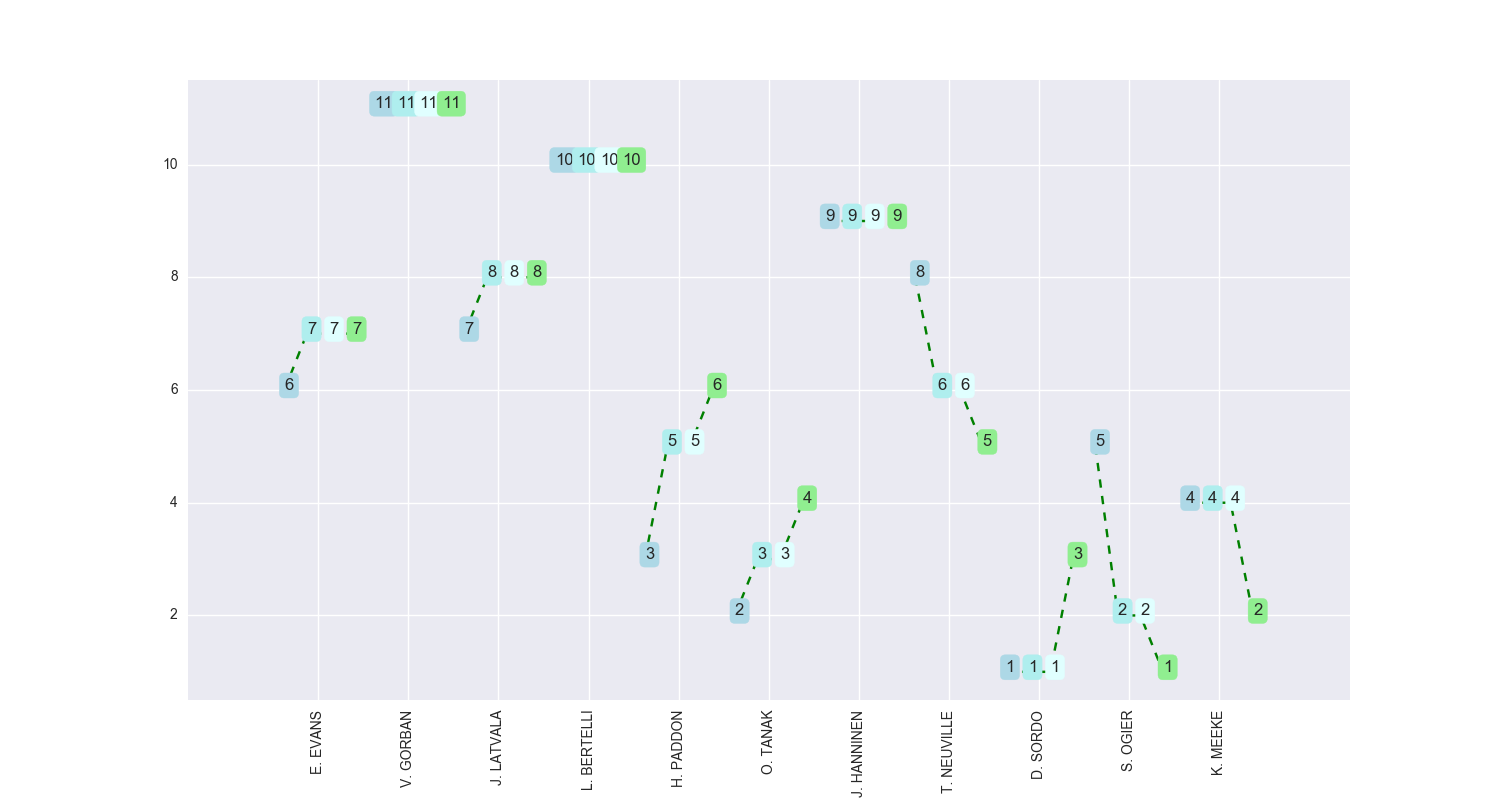 11 11 11 11
10
10 10 10 10
9 9 9 9
8
8 8 8
8
7 7 7
7
6
6
6
6 6
5 5
5
5
4
4
4 4 4
3
3 3
3
2
2
2 2
2
1 1 1
1
E. EVANS
V. GORBAN
J. LATVALA
L. BERTELLI
H. PADDON
O. TANAK
J. HANNINEN
T. NEUVILLE
D. SORDO
S. OGIER
K. MEEKE